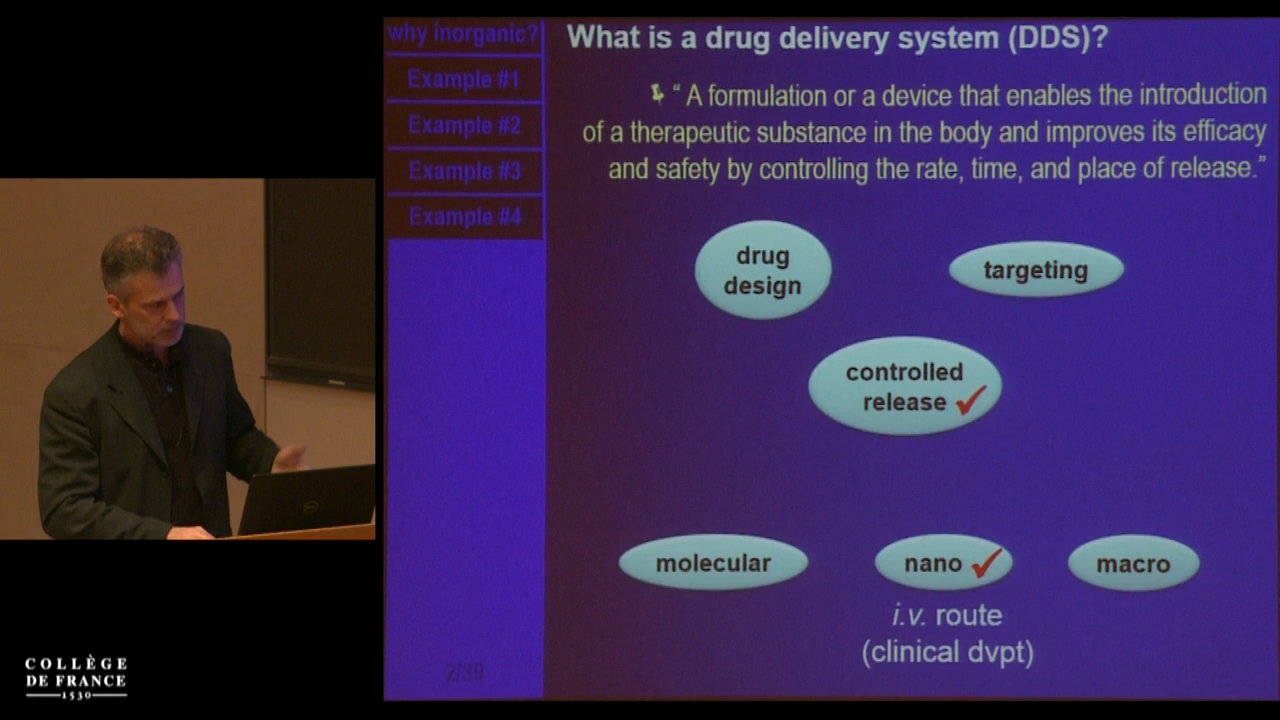 why inorganic?
Example #1
Example #2
Example #3
Example #4
What is a drug delivery system (DDS)?
“ A formulation or a device that enables the introduction
of a therapeutic substance in the body and improves its efficacy
and safety by controlling the rate, time, and place of release.”
drug
design
targeting
controlled
release
molecular
nano
macro
i.v. route
(clinical dvpt)
2/39
COLLÈGE
DE FRANCE
1530